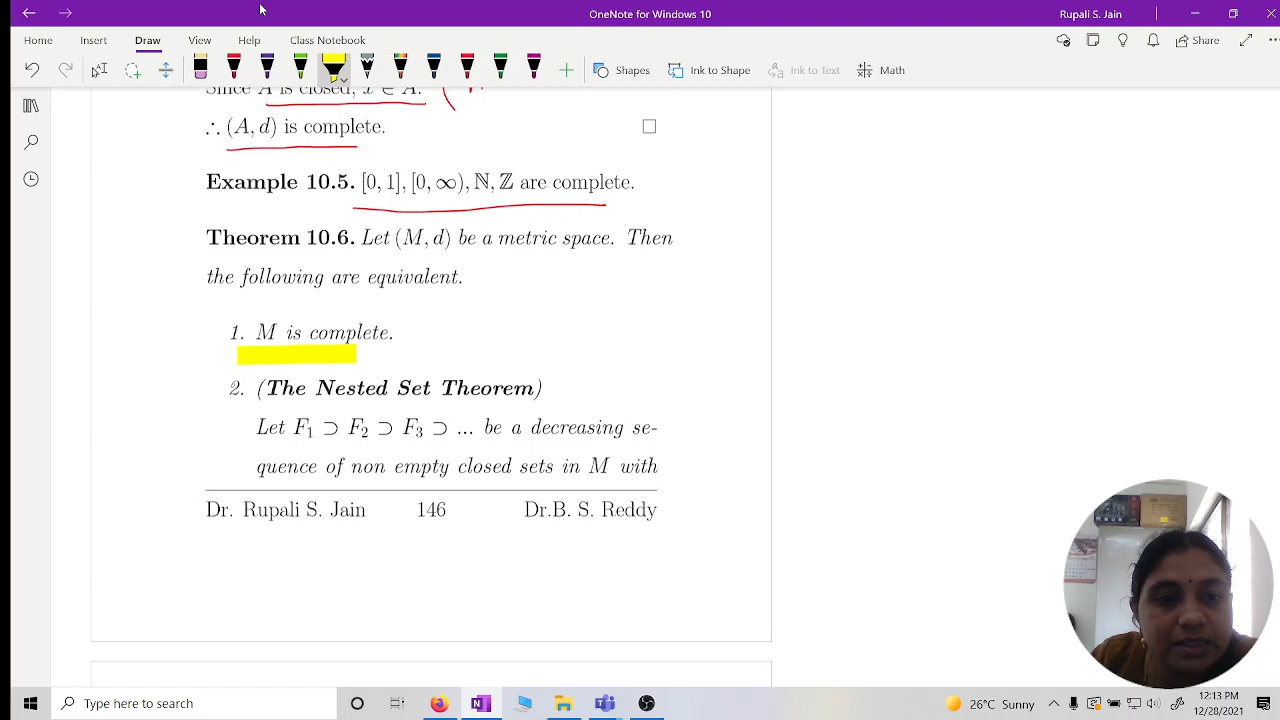 OneNote for Windows 10
Rupali S. Jain
Home Insert Draw View Help Class Notebook
Share
Shapes Ink to Shape Ink to Text Math
Since A is closed, x ∈ A.
∴ (A, d) is complete. □
Example 10.5. [0, 1], [0, ∞), ℕ, ℤ are complete.
Theorem 10.6. Let (M, d) be a metric space. Then
the following are equivalent.
1. M is complete.
2. (The Nested Set Theorem)
Let F₁ ⊃ F₂ ⊃ F₃ ⊃ ... be a decreasing se-
quence of non empty closed sets in M with
Dr. Rupali S. Jain 146 Dr.B. S. Reddy
Type here to search
26°C Sunny
12:13 PM
12/28/2021